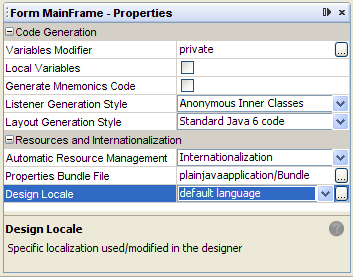 Form MainFrame - Properties
Code Generation
Variables Modifier private ...
Local Variables
Generate Mnemonics Code
Listener Generation Style Anonymous Inner Classes
Layout Generation Style Standard Java 6 code
Resources and Internationalization
Automatic Resource Management Internationalization
Properties Bundle File plainjavaapplication/Bundle ...
Design Locale default language ...
Design Locale
?
Specific localization used/modified in the designer